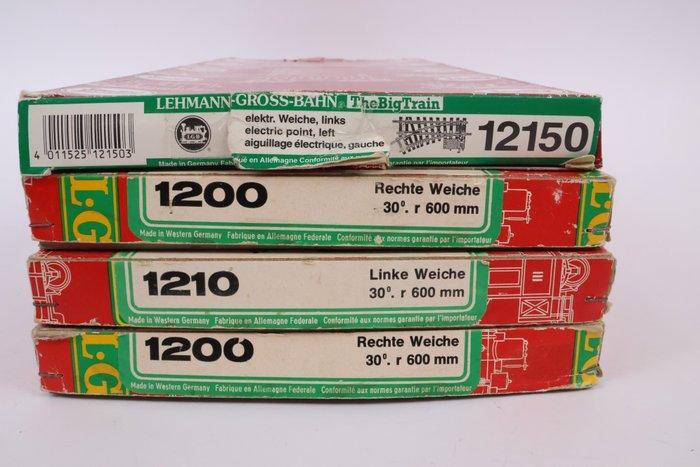 LEHMANN-GROSS-BAHN TheBigTrain
elektr. Weiche, links
electric point, left
aiguillage électrique, gauche
LGB
12150
4 011525 121503
Made in Germany Fabriqué en Allemagne Conformité aux normes garantie par l'importateur
L·G
1200
Rechte Weiche
30°. r 600 mm
Made in Western Germany Fabrique en Allemagne Federale Conformité aux normes garantie par l'importateur
1210
Linke Weiche
30°. r 600 mm
Made in Western Germany Fabrique en Allemagne Federale Conformité aux normes garantie par l'importateur
L·G
1200
Rechte Weiche
30°. r 600 mm
Made in Western Germany Fabrique en Allemagne Federale Conformité aux normes garantie par l'importateur